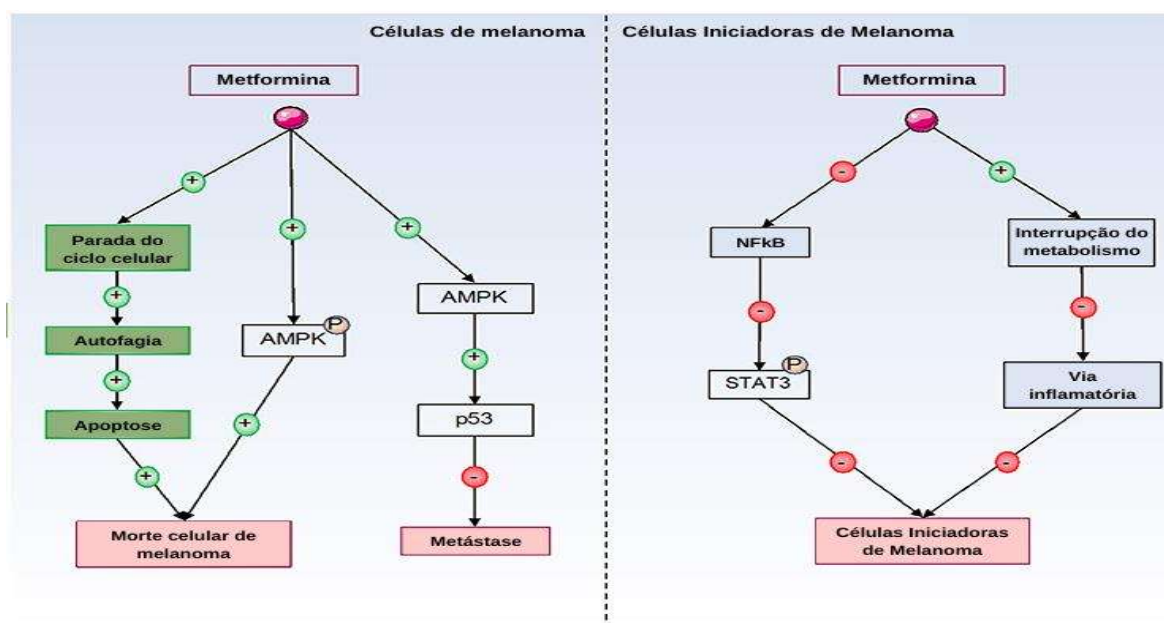 Células de melanoma
Metformina
+
+
+
Parada do
ciclo celular
+
Autofagia
+
Apoptose
+
AMPK
P
+
AMPK
+
p53
-
Morte celular de
melanoma
Metástase
Células Iniciadoras de Melanoma
Metformina
-
+
NFkB
-
STAT3
P
-
Interrupção do
metabolismo
-
Via
inflamatória
-
Células Iniciadoras
de Melanoma